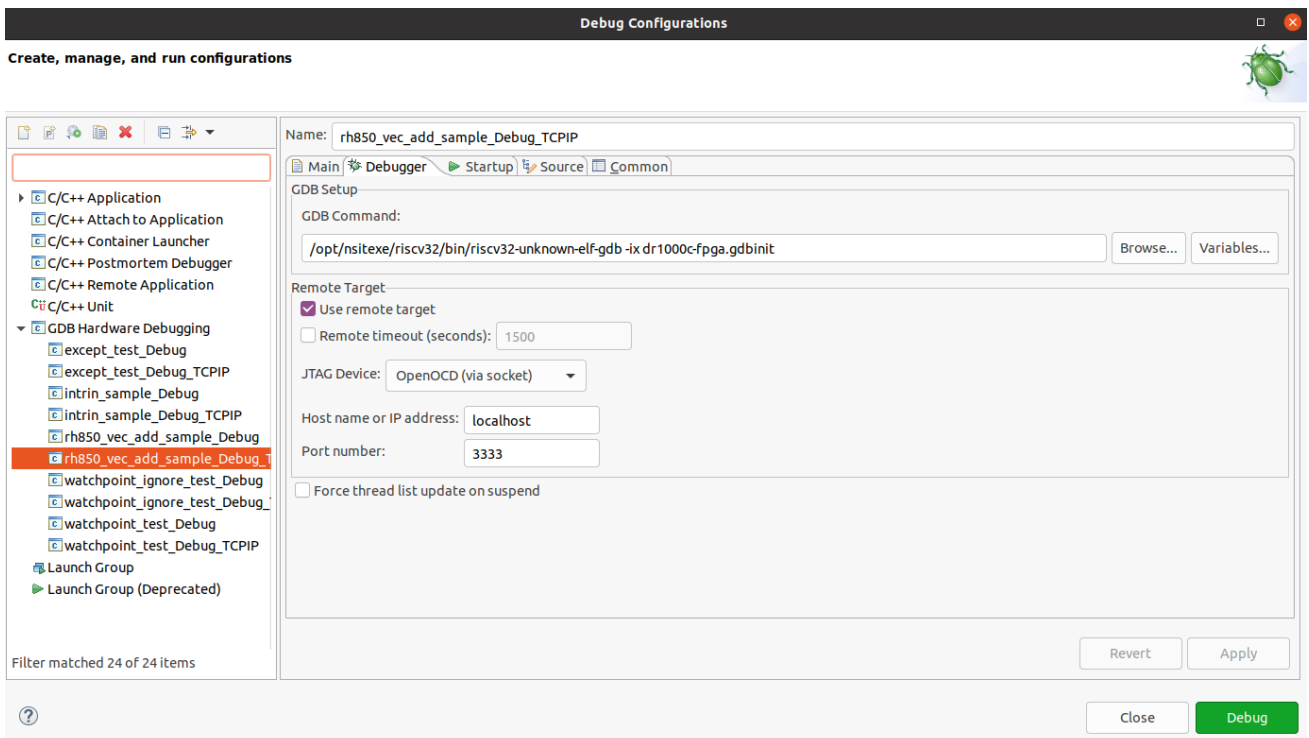 Debug Configurations
Create, manage, and run configurations
Name: rh850_vec_add_sample_Debug_TCPIP
Main Debugger Startup Source Common
GDB Setup
GDB Command:
/opt/nsitexe/riscv32/bin/riscv32-unknown-elf-gdb -ix dr1000c-fpga.gdbinit
Browse... Variables...
Remote Target
Use remote target
Remote timeout (seconds): 1500
JTAG Device: OpenOCD (via socket)
Host name or IP address: localhost
Port number: 3333
Force thread list update on suspend
C/C++ Application
C/C++ Attach to Application
C/C++ Container Launcher
C/C++ Postmortem Debugger
C/C++ Remote Application
C/C++ Unit
GDB Hardware Debugging
except_test_Debug
except_test_Debug_TCPIP
intrin_sample_Debug
intrin_sample_Debug_TCPIP
rh850_vec_add_sample_Debug
rh850_vec_add_sample_Debug_T
watchpoint_ignore_test_Debug
watchpoint_ignore_test_Debug_
watchpoint_test_Debug
watchpoint_test_Debug_TCPIP
Launch Group
Launch Group (Deprecated)
Filter matched 24 of 24 items
Revert Apply
Close Debug